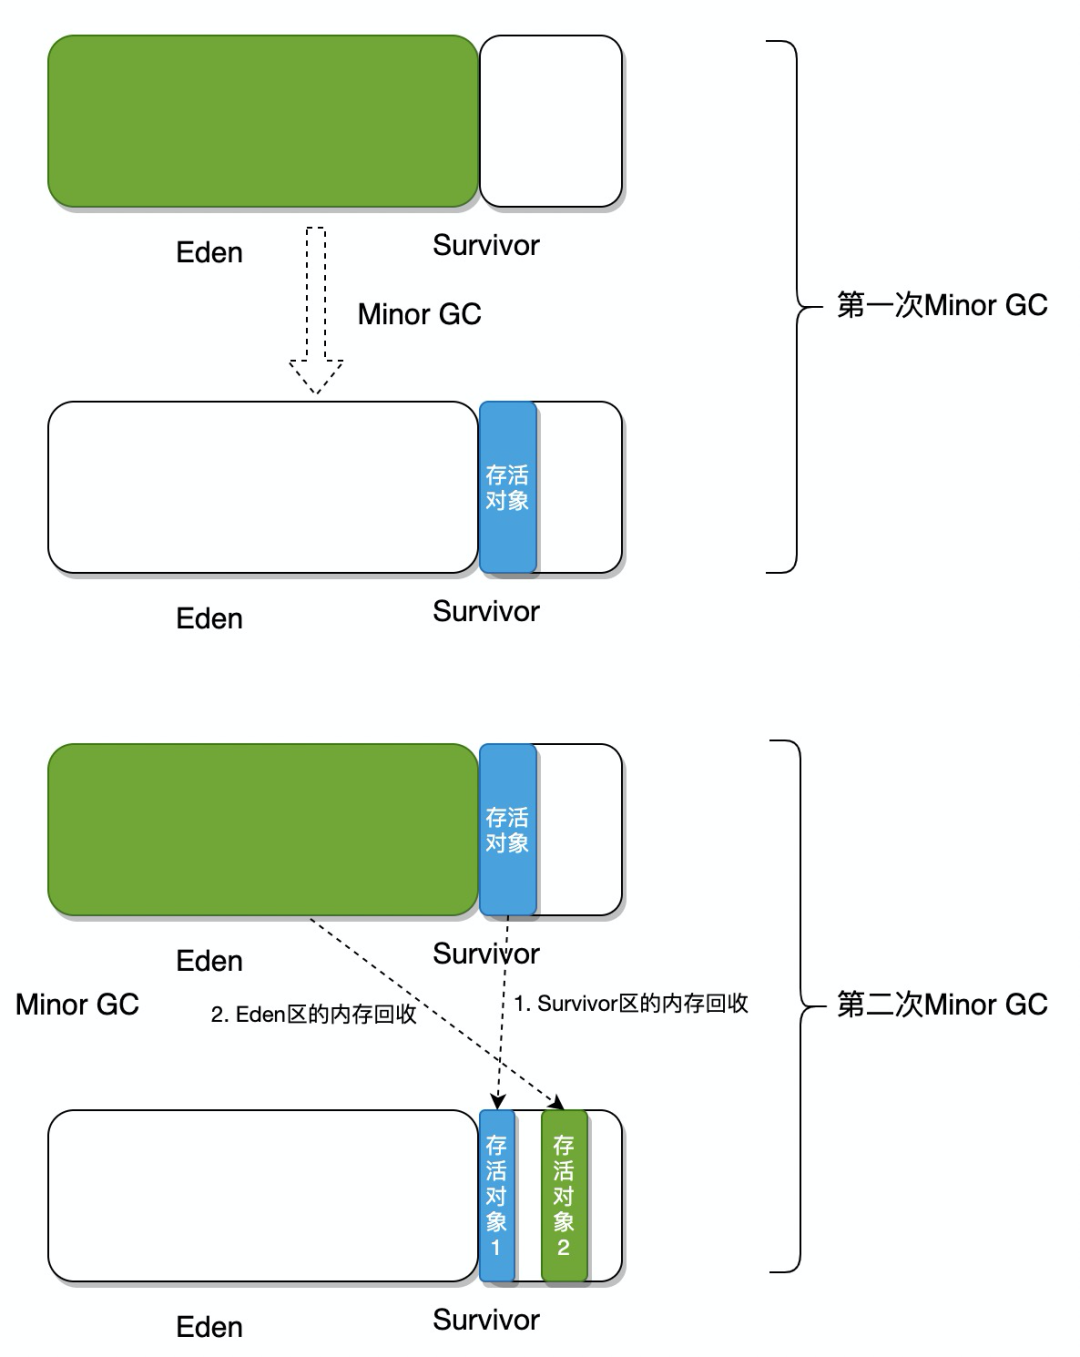 Eden
Survivor
Minor GC
第一次Minor GC
存活
对象
Eden
Survivor
存活
对象
Eden
Survivor
Minor GC
2. Eden区的内存回收
1. Survivor区的内存回收
第二次Minor GC
存
活
对
象
1
存
活
对
象
2
Eden
Survivor